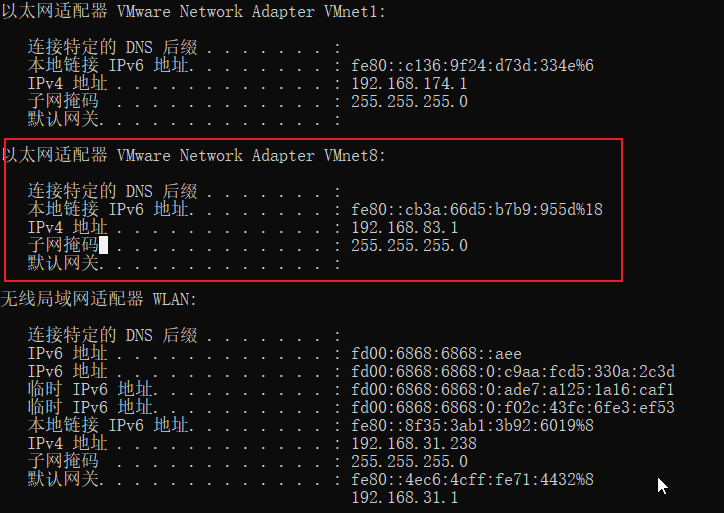 以太网适配器 VMware Network Adapter VMnet1:
连接特定的 DNS 后缀 . . . . . . . :
本地链接 IPv6 地址. . . . . . . . : fe80::c136:9f24:d73d:334e%6
IPv4 地址 . . . . . . . . . . . . : 192.168.174.1
子网掩码  . . . . . . . . . . . . : 255.255.255.0
默认网关. . . . . . . . . . . . . :
以太网适配器 VMware Network Adapter VMnet8:
连接特定的 DNS 后缀 . . . . . . . :
本地链接 IPv6 地址. . . . . . . . : fe80::cb3a:66d5:b7b9:955d%18
IPv4 地址 . . . . . . . . . . . . : 192.168.83.1
子网掩码  . . . . . . . . . . . . : 255.255.255.0
默认网关. . . . . . . . . . . . . :
无线局域网适配器 WLAN:
连接特定的 DNS 后缀 . . . . . . . :
IPv6 地址 . . . . . . . . . . . . : fd00:6868:6868::aee
IPv6 地址 . . . . . . . . . . . . : fd00:6868:6868:0:c9aa:fcd5:330a:2c3d
临时 IPv6 地址. . . . . . . . . . : fd00:6868:6868:0:ade7:a125:1a16:caf1
临时 IPv6 地址. . . . . . . . . . : fd00:6868:6868:0:f02c:43fc:6fe3:ef53
本地链接 IPv6 地址. . . . . . . . : fe80::8f35:3ab1:3b92:6019%8
IPv4 地址 . . . . . . . . . . . . : 192.168.31.238
子网掩码  . . . . . . . . . . . . : 255.255.255.0
默认网关. . . . . . . . . . . . . : fe80::4ec6:4cff:fe71:4432%8
192.168.31.1